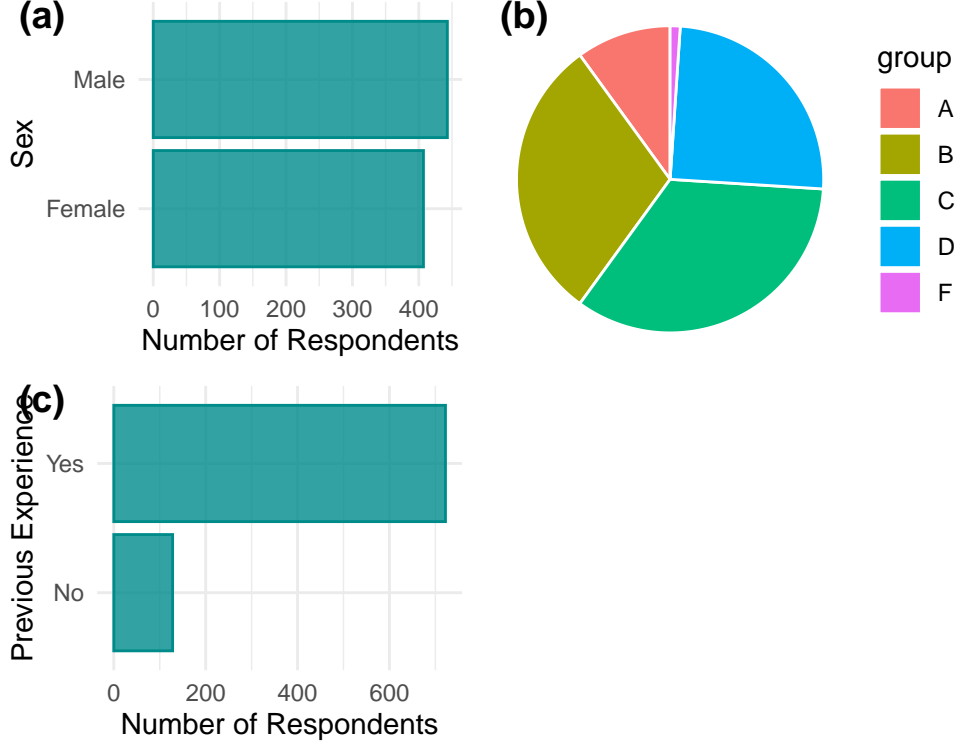 (a)
Sex
Male
Female
0 100 200 300 400
Number of Respondents
(b)
group
A
B
C
D
F
(c)
Previous Experience
Yes
No
0 200 400 600
Number of Respondents